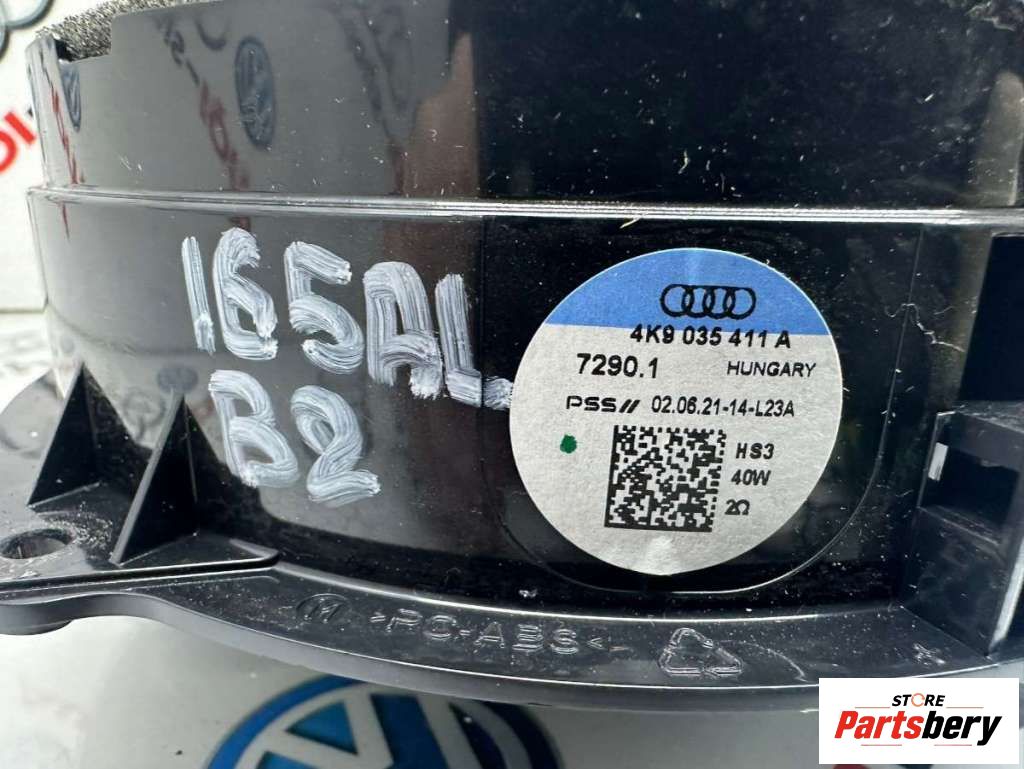 165AL
B2
4K9 035 411 A
7290.1 HUNGARY
PSS// 02.06.21-14-L23A
HS3
40W
2Ω
>PC-ABS<
STORE
Partsbery